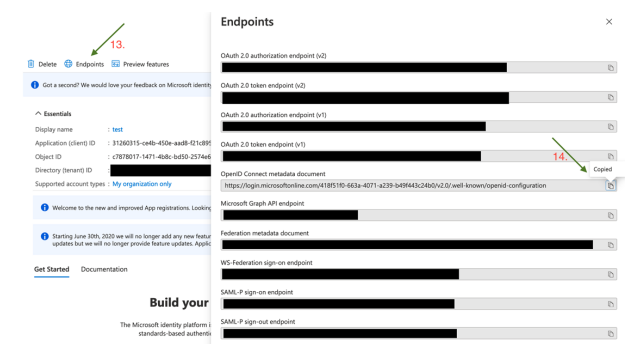 13.
Delete Endpoints Preview features
Got a second? We would love your feedback on Microsoft identity
Essentials
Display name : test
Application (client) ID : 31260315-ce4b-450e-aad8-f21c895
Object ID : c7878017-1471-4b8c-bd50-2574e6
Directory (tenant) ID :
Supported account types : My organization only
Welcome to the new and improved App registrations. Looking
Starting June 30th, 2020 we will no longer add any new featur
updates but we will no longer provide feature updates. Applic
Get Started Documentation
Build your
The Microsoft identity platform i
standards-based authenti
Endpoints
OAuth 2.0 authorization endpoint (v2)
OAuth 2.0 token endpoint (v2)
OAuth 2.0 authorization endpoint (v1)
OAuth 2.0 token endpoint (v1)
14.
Copied
OpenID Connect metadata document
https://login.microsoftonline.com/418f51f0-663a-4071-a239-b49f443c24b0/v2.0/.well-known/openid-configuration
Microsoft Graph API endpoint
Federation metadata document
WS-Federation sign-on endpoint
SAML-P sign-on endpoint
SAML-P sign-out endpoint